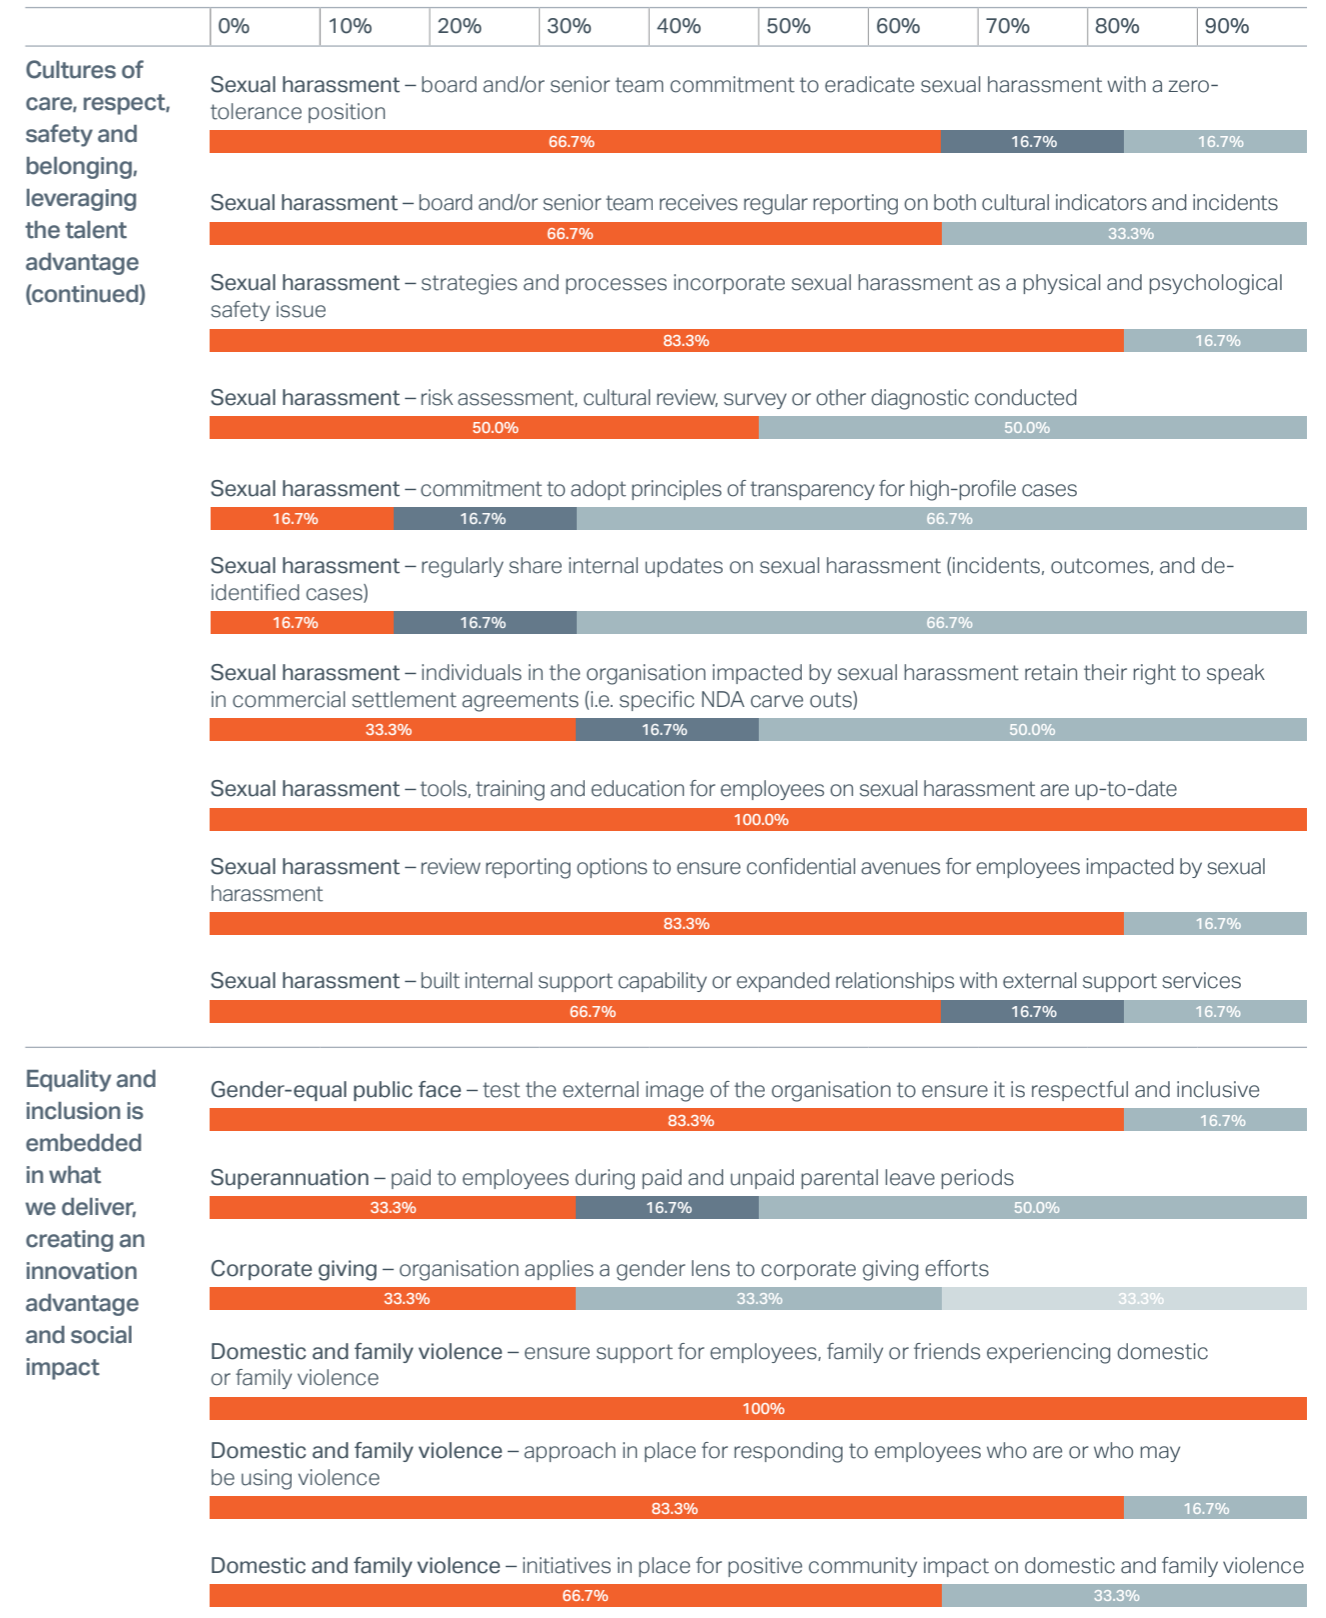 0% 10% 20% 30% 40% 50% 60% 70% 80% 90%
Cultures of
care, respect,
safety and
belonging,
leveraging
the talent
advantage
(continued)
Sexual harassment – board and/or senior team commitment to eradicate sexual harassment with a zero-
tolerance position
66.7% 16.7% 16.7%
Sexual harassment – board and/or senior team receives regular reporting on both cultural indicators and incidents
66.7% 33.3%
Sexual harassment – strategies and processes incorporate sexual harassment as a physical and psychological
safety issue
83.3% 16.7%
Sexual harassment – risk assessment, cultural review, survey or other diagnostic conducted
50.0% 50.0%
Sexual harassment – commitment to adopt principles of transparency for high-profile cases
16.7% 16.7% 66.7%
Sexual harassment – regularly share internal updates on sexual harassment (incidents, outcomes, and de-
identified cases)
16.7% 16.7% 66.7%
Sexual harassment – individuals in the organisation impacted by sexual harassment retain their right to speak
in commercial settlement agreements (i.e. specific NDA carve outs)
33.3% 16.7% 50.0%
Sexual harassment – tools, training and education for employees on sexual harassment are up-to-date
100.0%
Sexual harassment – review reporting options to ensure confidential avenues for employees impacted by sexual
harassment
83.3% 16.7%
Sexual harassment – built internal support capability or expanded relationships with external support services
66.7% 16.7% 16.7%
Equality and
inclusion is
embedded
in what
we deliver,
creating an
innovation
advantage
and social
impact
Gender-equal public face – test the external image of the organisation to ensure it is respectful and inclusive
83.3% 16.7%
Superannuation – paid to employees during paid and unpaid parental leave periods
33.3% 16.7% 50.0%
Corporate giving – organisation applies a gender lens to corporate giving efforts
33.3% 33.3% 33.3%
Domestic and family violence – ensure support for employees, family or friends experiencing domestic
or family violence
100%
Domestic and family violence – approach in place for responding to employees who are or who may
be using violence
83.3% 16.7%
Domestic and family violence – initiatives in place for positive community impact on domestic and family violence
66.7% 33.3%